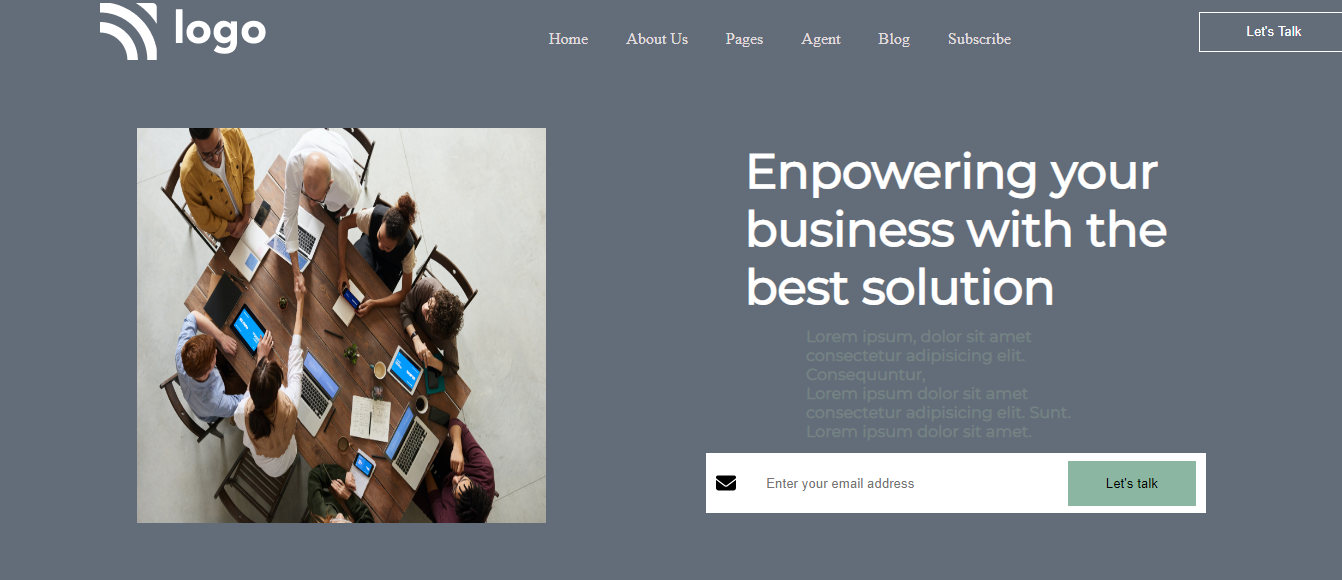 logo
Home About Us Pages Agent Blog Subscribe
Let's Talk
Enpowering your
business with the
best solution
Lorem ipsum, dolor sit amet
consectetur adipisicing elit.
Consequuntur,
Lorem ipsum dolor sit amet
consectetur adipisicing elit. Sunt.
Lorem ipsum dolor sit amet.
Enter your email address
Let's talk